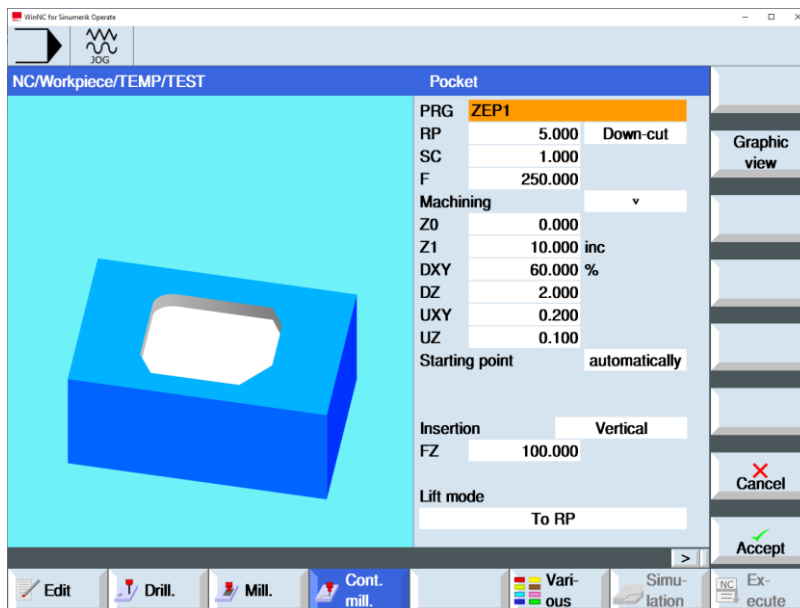 WinNC for Sinumerik Operate
JOG
NC/Workpiece/TEMP/TEST
Pocket
PRG ZEP1
RP 5.000 Down-cut
SC 1.000
F 250.000
Machining v
Z0 0.000
Z1 10.000 inc
DXY 60.000 %
DZ 2.000
UXY 0.200
UZ 0.100
Starting point automatically
Insertion Vertical
FZ 100.000
Lift mode
To RP
Graphic
view
Cancel
Accept
>
Edit
Drill.
Mill.
Cont.
mill.
Vari-
ous
Simu-
lation
NC
Ex-
ecute